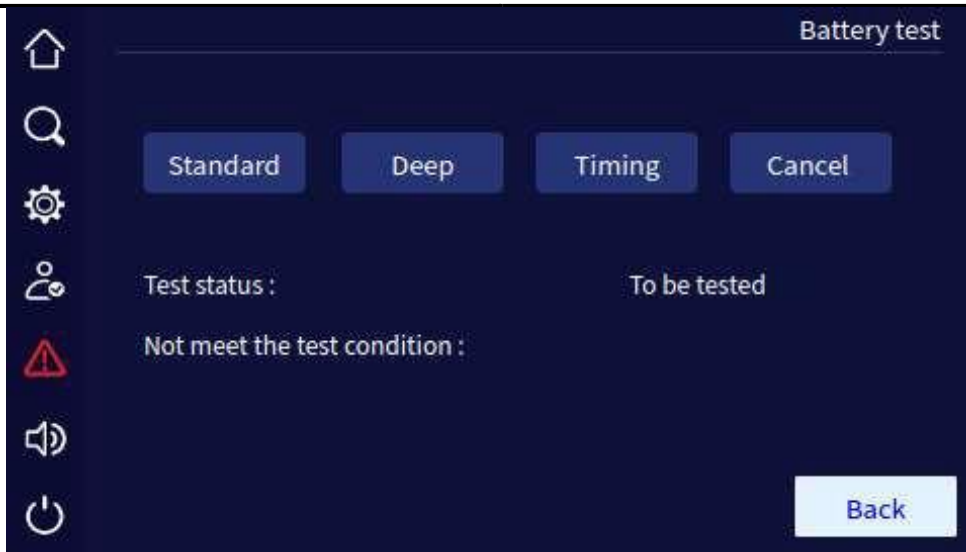 Battery test
Standard Deep Timing Cancel
Test status : To be tested
Not meet the test condition :
Back